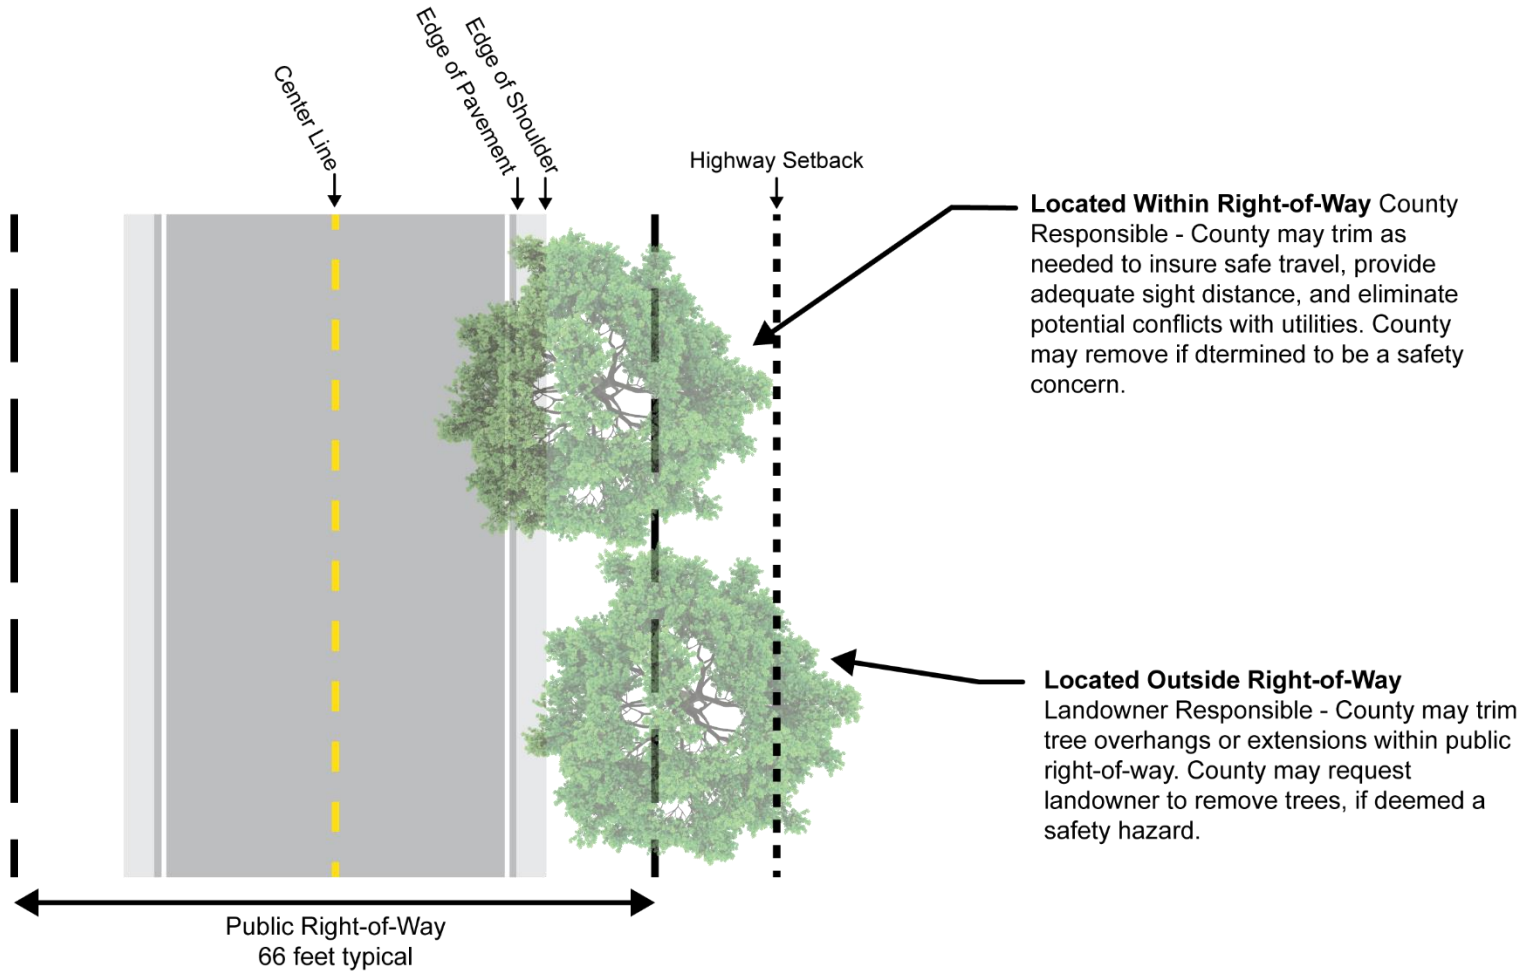 Edge of Shoulder
Edge of Pavement
Center Line
Highway Setback
Located Within Right-of-Way County
Responsible - County may trim as
needed to insure safe travel, provide
adequate sight distance, and eliminate
potential conflicts with utilities. County
may remove if dtermined to be a safety
concern.
Located Outside Right-of-Way
Landowner Responsible - County may trim
tree overhangs or extensions within public
right-of-way. County may request
landowner to remove trees, if deemed a
safety hazard.
Public Right-of-Way
66 feet typical